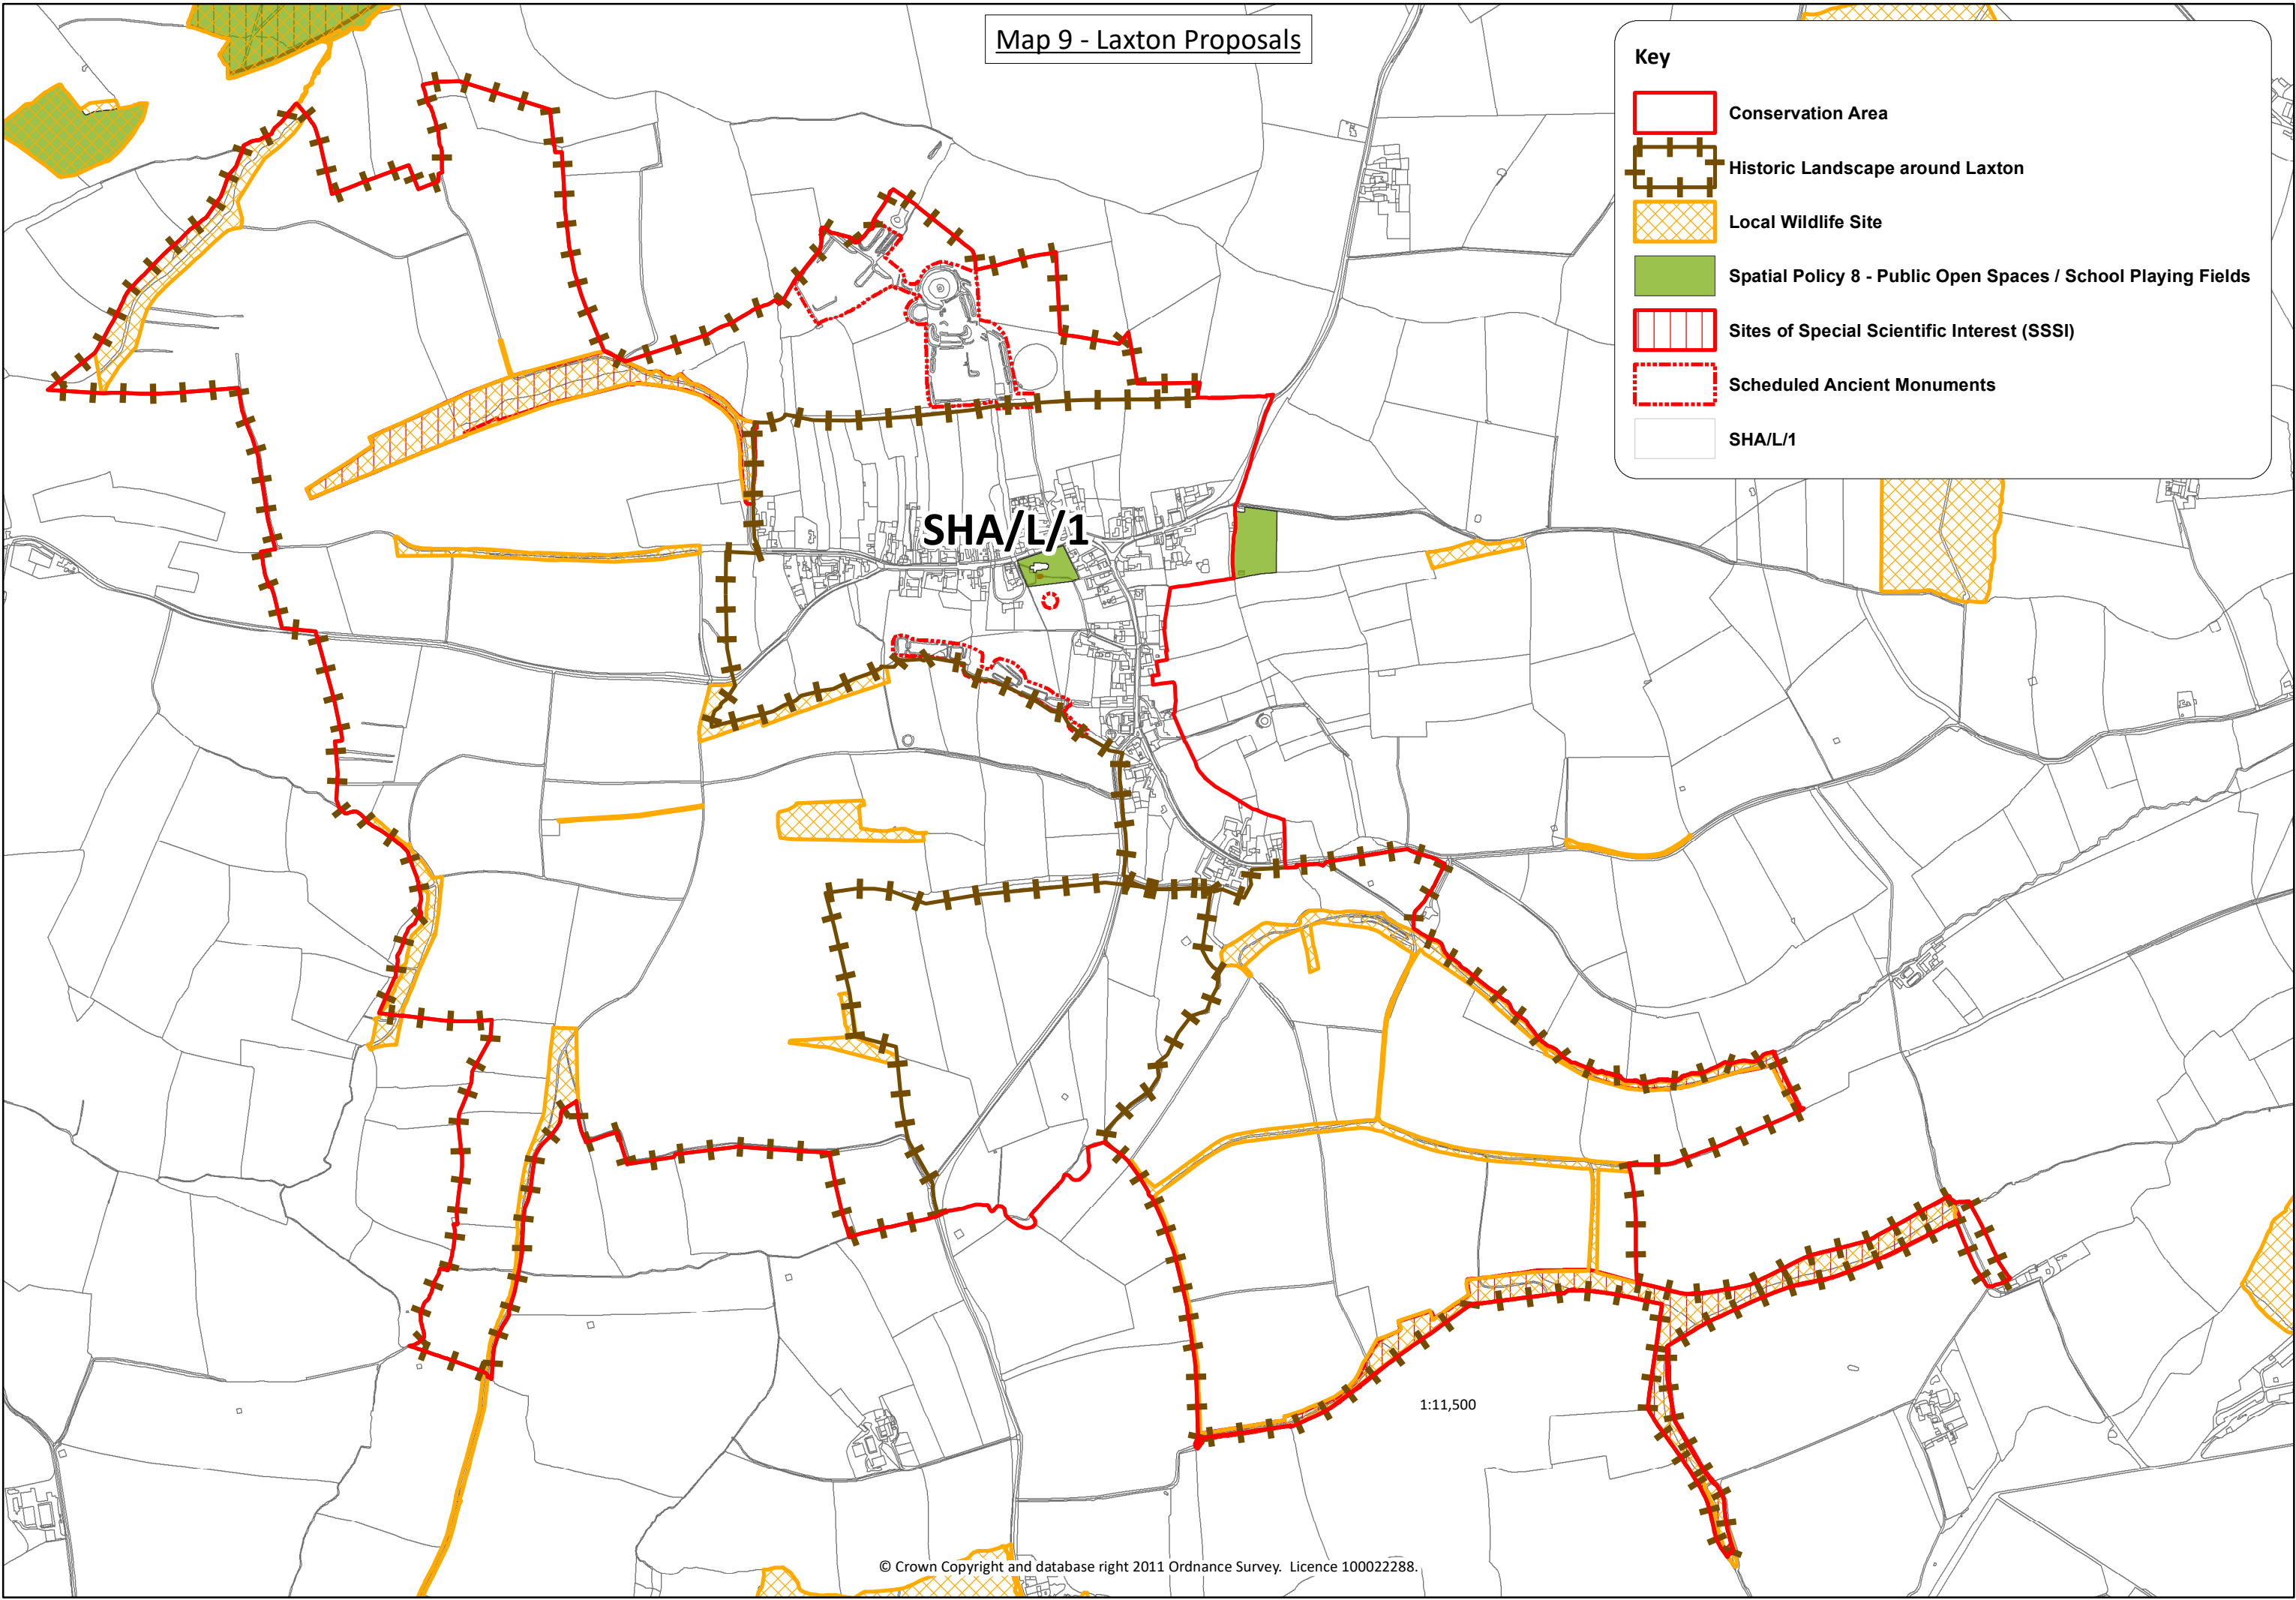 Map 9 - Laxton Proposals
Key
Conservation Area
Historic Landscape around Laxton
Local Wildlife Site
Spatial Policy 8 - Public Open Spaces / School Playing Fields
Sites of Special Scientific Interest (SSSI)
Scheduled Ancient Monuments
SHA/L/1
SHA/L/1
1:11,500
© Crown Copyright and database right 2011 Ordnance Survey. Licence 100022288.